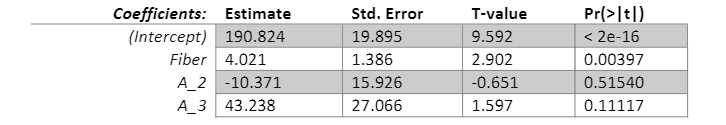 Coefficients: Estimate Std. Error T-value Pr(>|t|)
(Intercept) 190.824 19.895 9.592 < 2e-16
Fiber 4.021 1.386 2.902 0.00397
A_2 -10.371 15.926 -0.651 0.51540
A_3 43.238 27.066 1.597 0.11117